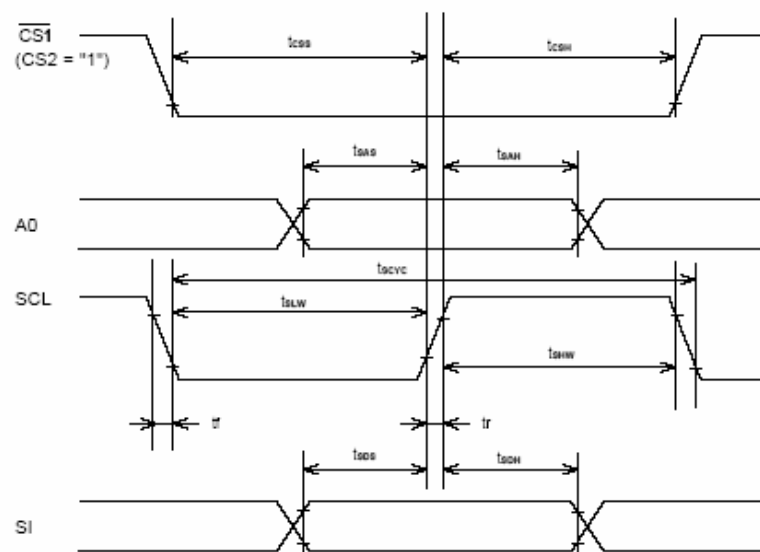 CS1
(CS2 = "1")
tCSS
tCSH
tSAS
tSAH
A0
tSCYC
SCL
tSLW
tSHW
tf
tr
tSDS
tSDH
SI